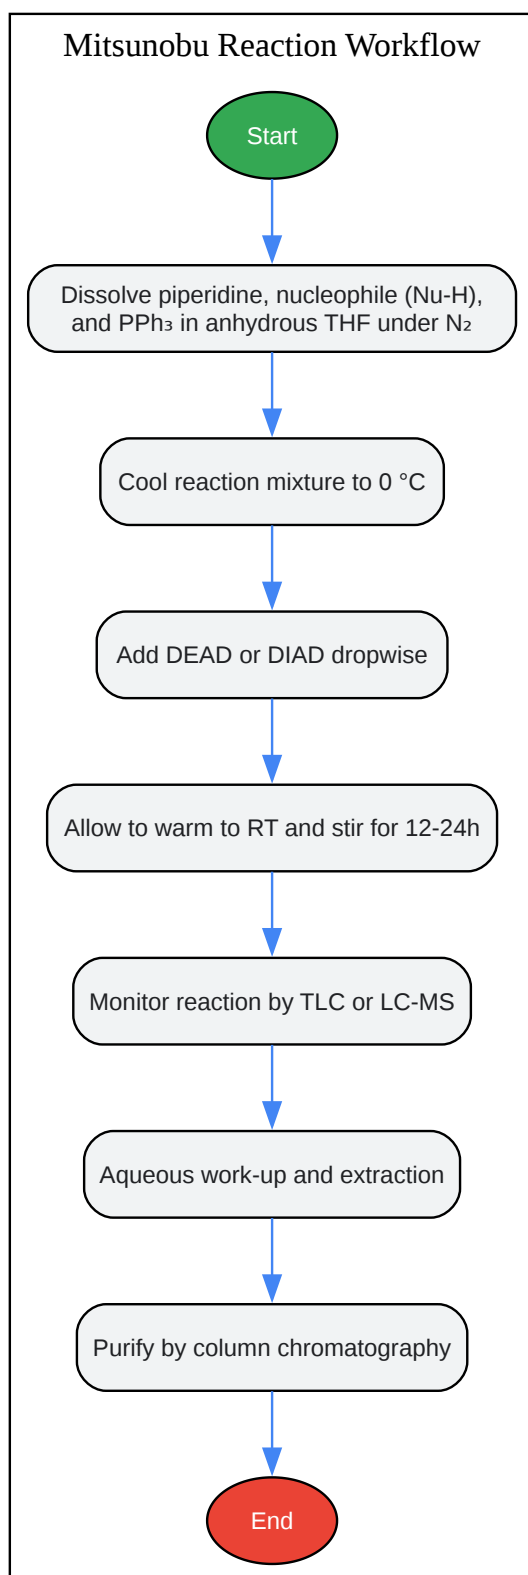 Mitsunobu Reaction Workflow
Start
Dissolve piperidine, nucleophile (Nu-H),
and PPh₃ in anhydrous THF under N₂
Cool reaction mixture to 0 °C
Add DEAD or DIAD dropwise
Allow to warm to RT and stir for 12-24h
Monitor reaction by TLC or LC-MS
Aqueous work-up and extraction
Purify by column chromatography
End